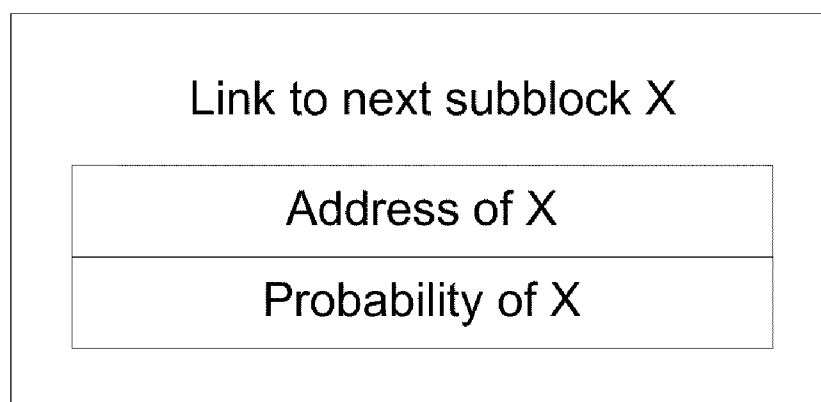 Link to next subblock X
Address of X
Probability of X